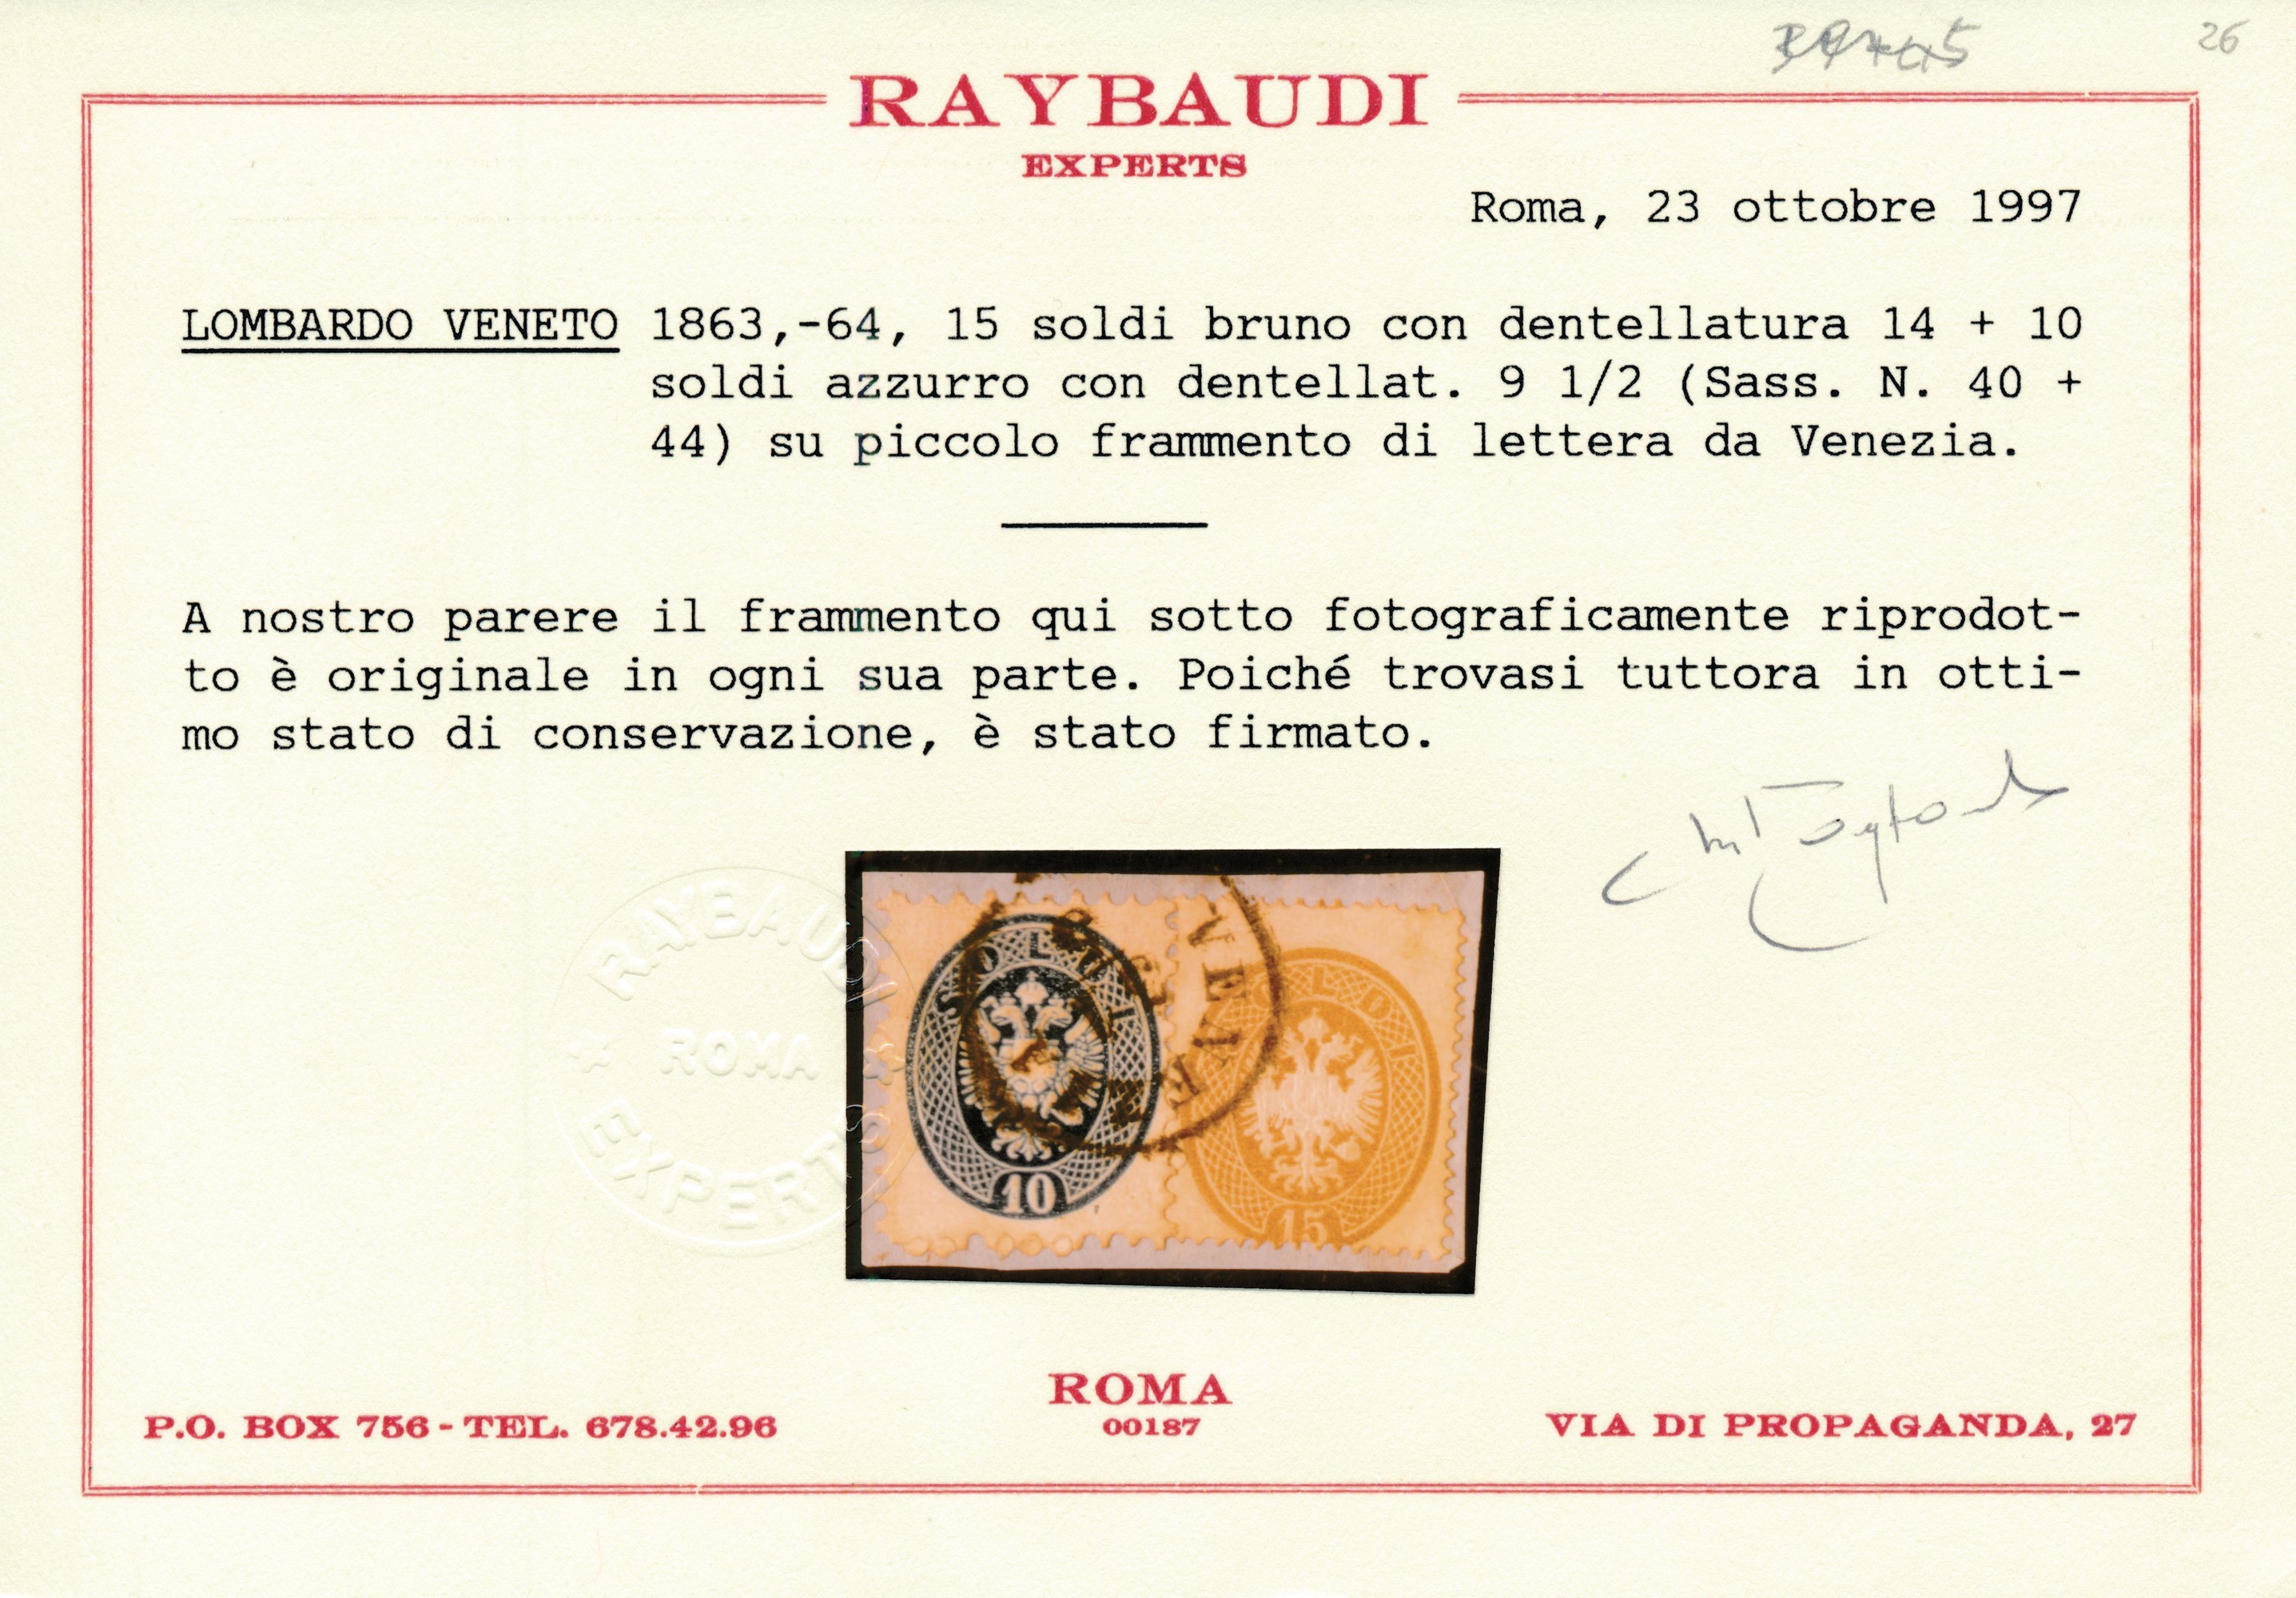 26
RAYBAUDI
EXPERTS
Roma, 23 ottobre 1997
LOMBARDO VENETO 1863,-64, 15 soldi bruno con dentellatura 14 + 10
soldi azzurro con dentellat. 9 1/2 (Sass. N. 40 +
44) su piccolo frammento di lettera da Venezia.
A nostro parere il frammento qui sotto fotograficamente riprodot-
to è originale in ogni sua parte. Poiché trovasi tuttora in otti-
mo stato di conservazione, è stato firmato.
RAYBAUDI
ROMA
EXPERTS
SOLDI
10
VENE
SOLDI
15
ROMA
00187
P.O. BOX 756 - TEL. 678.42.96
VIA DI PROPAGANDA, 27